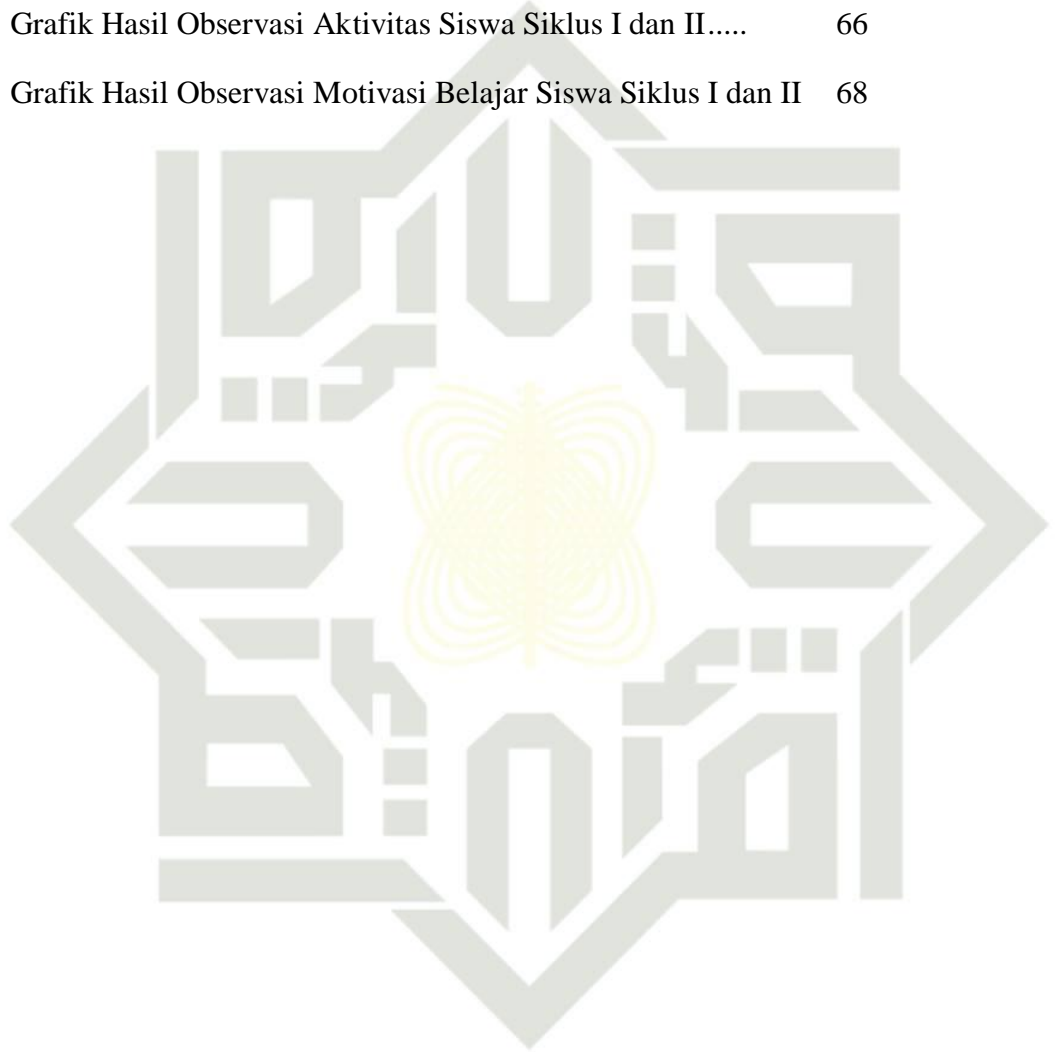 Grafik Hasil Observasi Aktivitas Siswa Siklus I dan II..... 66
Grafik Hasil Observasi Motivasi Belajar Siswa Siklus I dan II 68